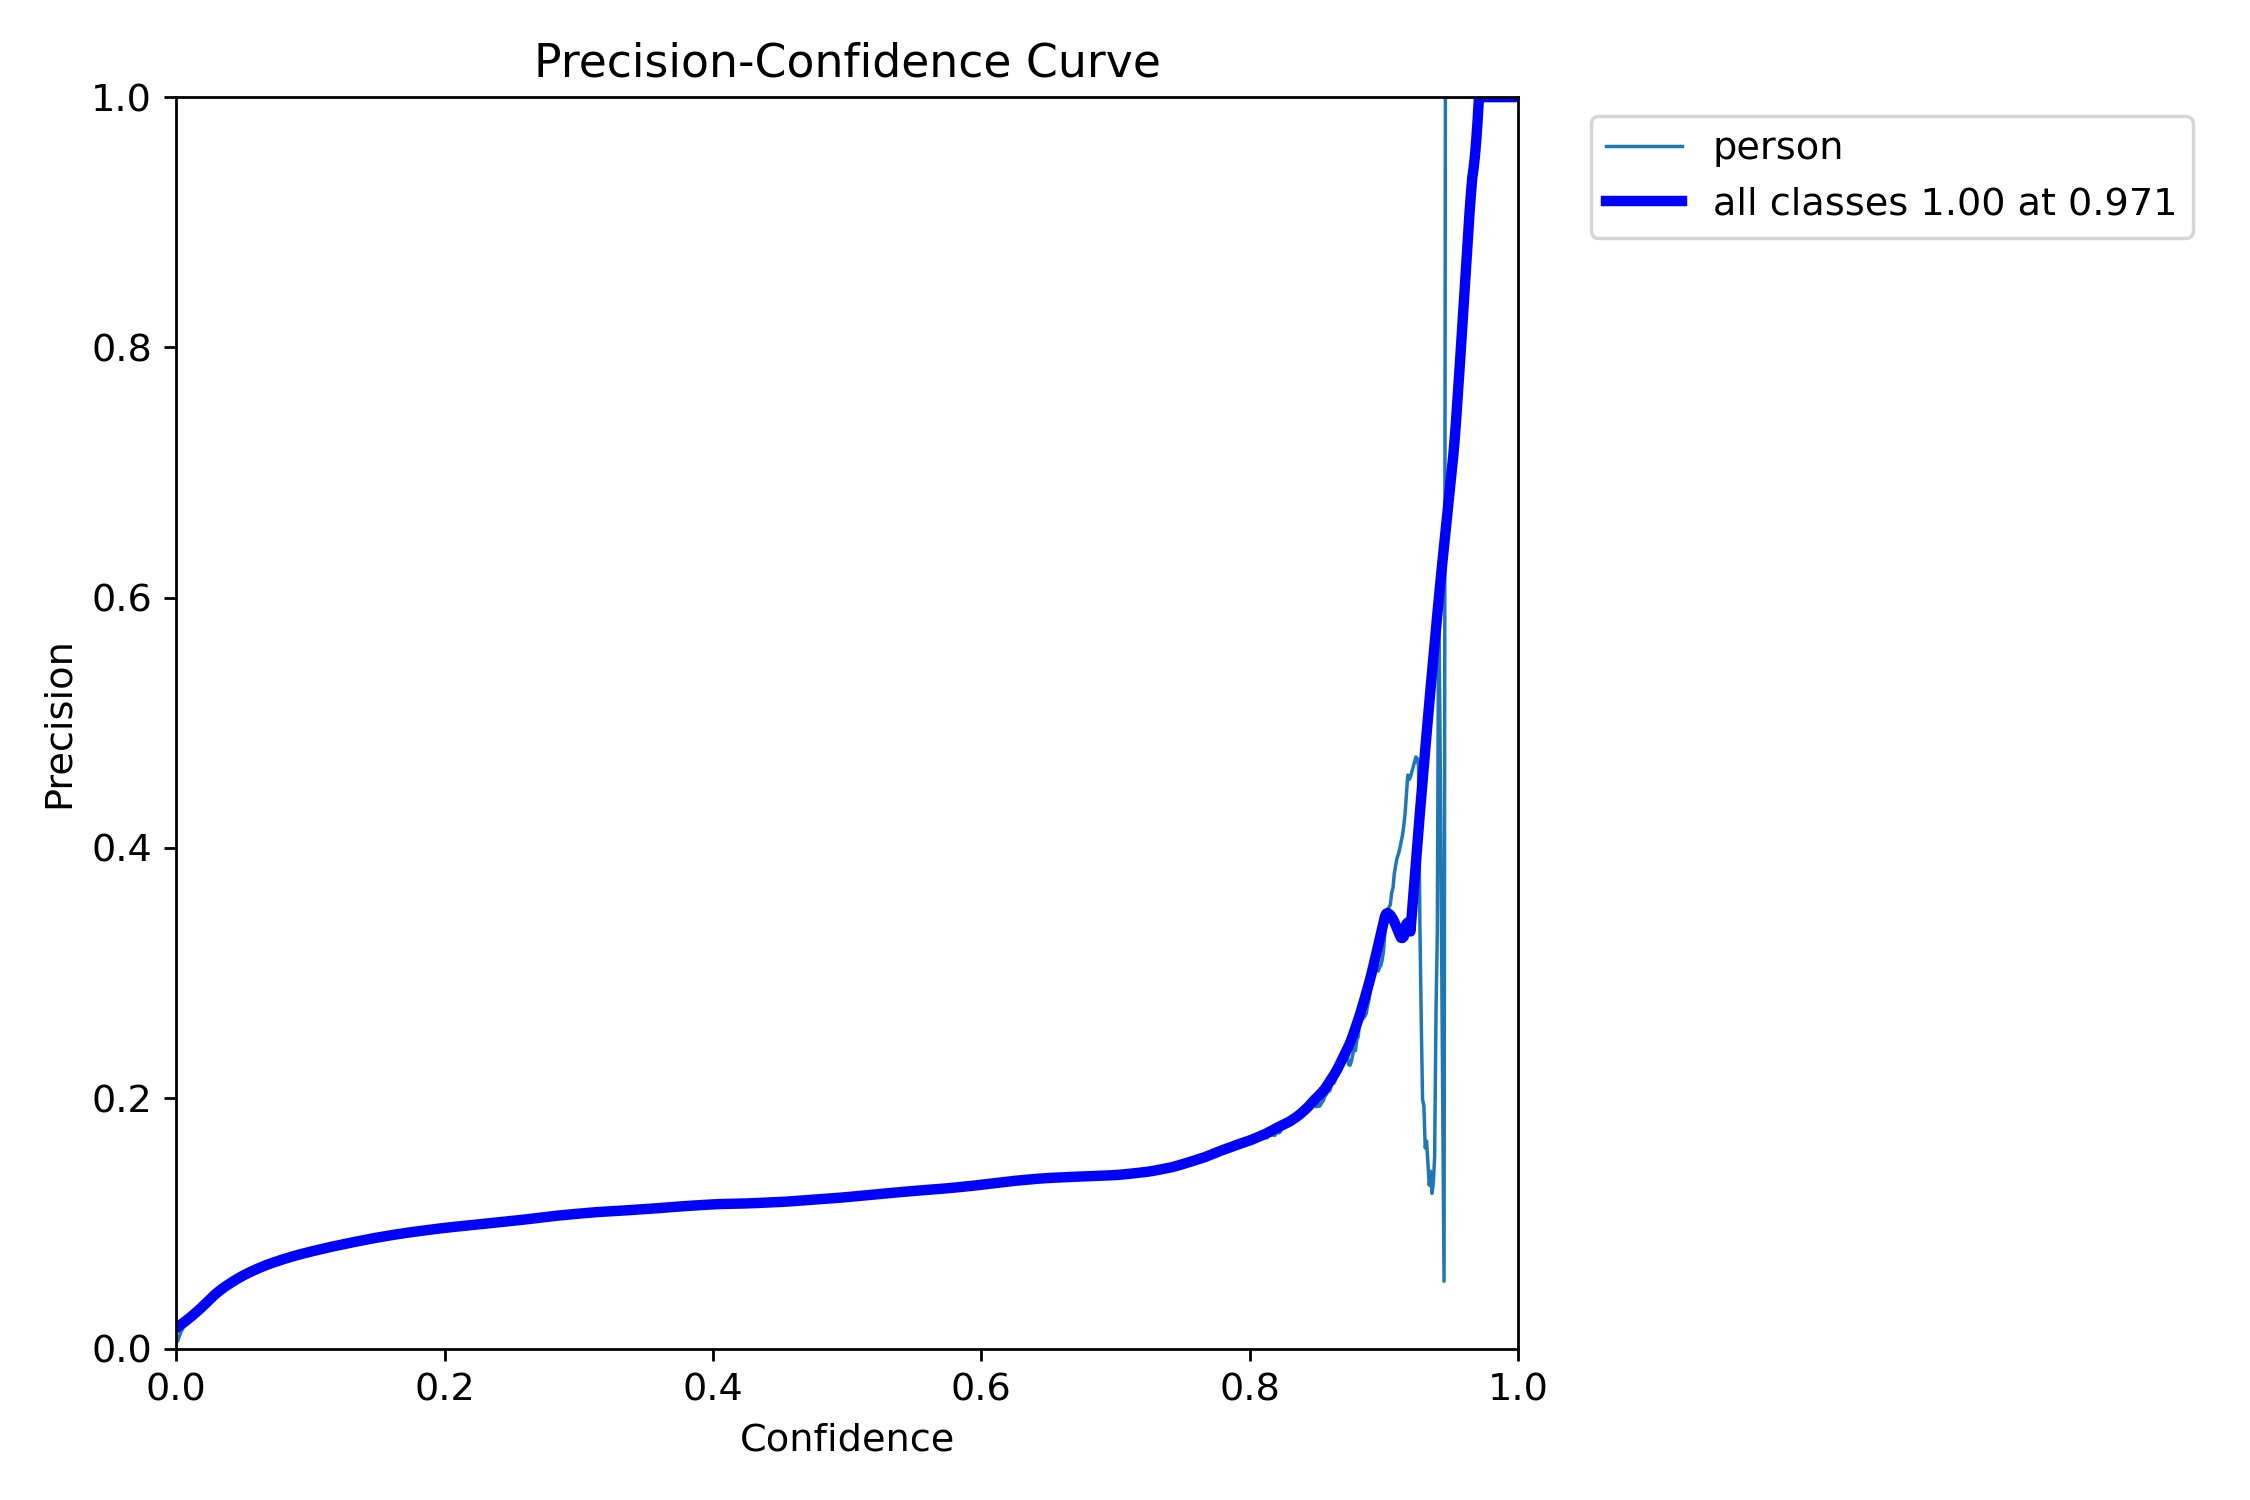 Precision-Confidence Curve
1.0
0.8
0.6
0.4
0.2
0.0
Precision
0.0 0.2 0.4 0.6 0.8 1.0
Confidence
person
all classes 1.00 at 0.971